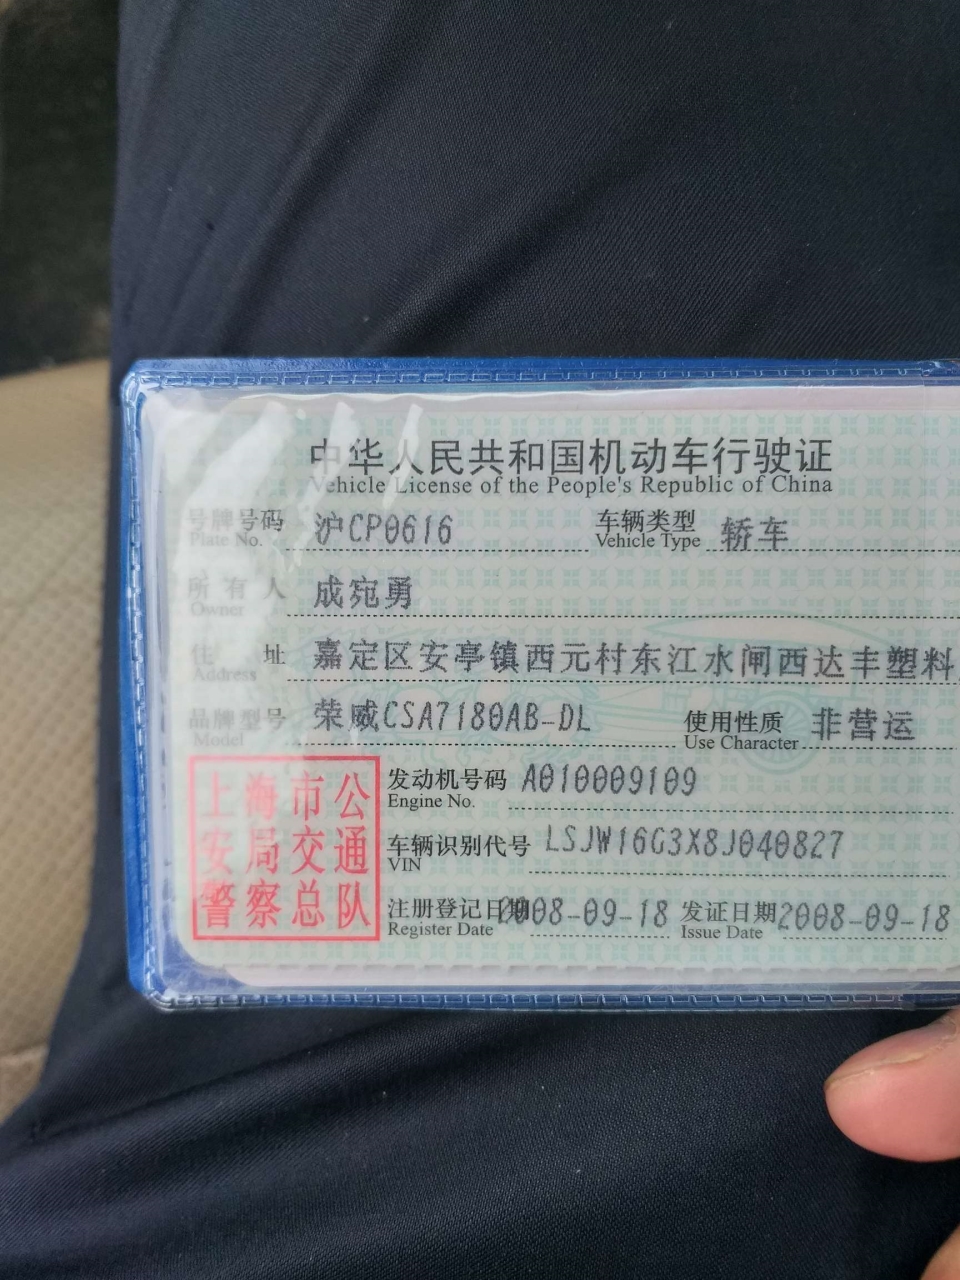 中华人民共和国机动车行驶证
Vehicle License of the People's Republic of China
号牌号码 沪CP0616 车辆类型 轿车
Plate No. Vehicle Type
所有人 成宛勇
Owner
住址 嘉定区安亭镇西元村东江水闸西达丰塑料
Address
品牌型号 荣威CSA7180AB-DL 使用性质 非营运
Model Use Character
发动机号码 A010009109
Engine No.
车辆识别代号 LSJW16G3X8J040827
VIN
注册登记日期 2008-09-18 发证日期 2008-09-18
Register Date Issue Date
上海市公
安局交通
警察总队